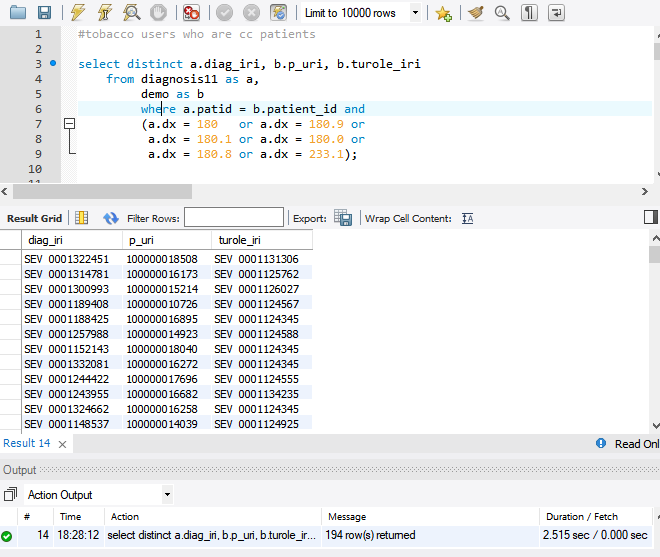 Limit to 10000 rows
1 #tobacco users who are cc patients
2
3 select distinct a.diag_iri, b.p_uri, b.turole_iri
4 from diagnosis11 as a,
5 demo as b
6 where a.patid = b.patient_id and
7 (a.dx = 180 or a.dx = 180.9 or
8 a.dx = 180.1 or a.dx = 180.0 or
9 a.dx = 180.8 or a.dx = 233.1);
10
Result Grid Filter Rows: Export: Wrap Cell Content:
diag_iri p_uri turole_iri
SEV 0001322451 100000018508 SEV 0001131306
SEV 0001314781 100000016173 SEV 0001125762
SEV 0001300993 100000015214 SEV 0001126027
SEV 0001189408 100000010726 SEV 0001124567
SEV 0001188425 100000016895 SEV 0001124345
SEV 0001257988 100000014923 SEV 0001124588
SEV 0001152143 100000018040 SEV 0001124345
SEV 0001332081 100000016272 SEV 0001124345
SEV 0001244422 100000017696 SEV 0001124555
SEV 0001243955 100000016682 SEV 0001134235
SEV 0001324662 100000016258 SEV 0001124345
SEV 0001148537 100000014039 SEV 0001124925
Result 14 Read Onl
Output
Action Output
# Time Action Message Duration / Fetch
14 18:28:12 select distinct a.diag_iri, b.p_uri, b.turole_ir... 194 row(s) returned 2.515 sec / 0.000 sec